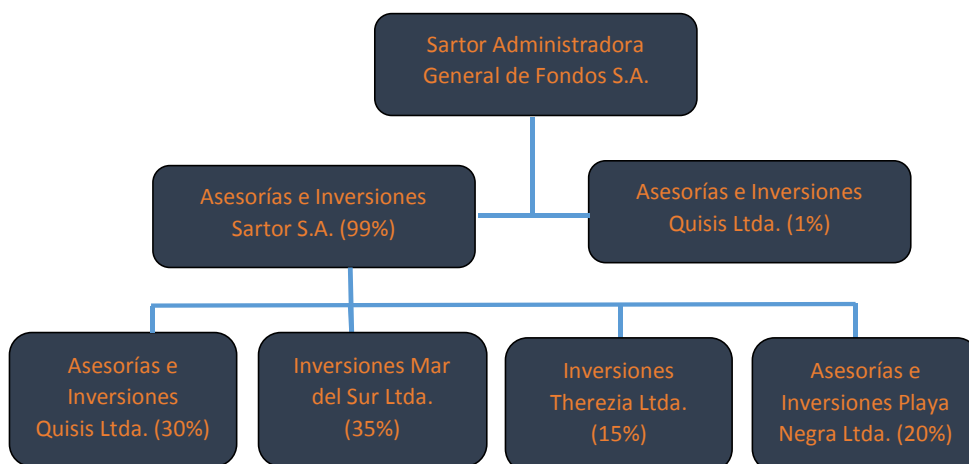 Sartor Administradora
General de Fondos S.A.
Asesorías e Inversiones
Sartor S.A. (99%)
Asesorías e Inversiones
Quisis Ltda. (1%)
Asesorías e
Inversiones
Quisis Ltda. (30%)
Inversiones Mar
del Sur Ltda.
(35%)
Inversiones
Therezia Ltda.
(15%)
Asesorías e
Inversiones Playa
Negra Ltda. (20%)